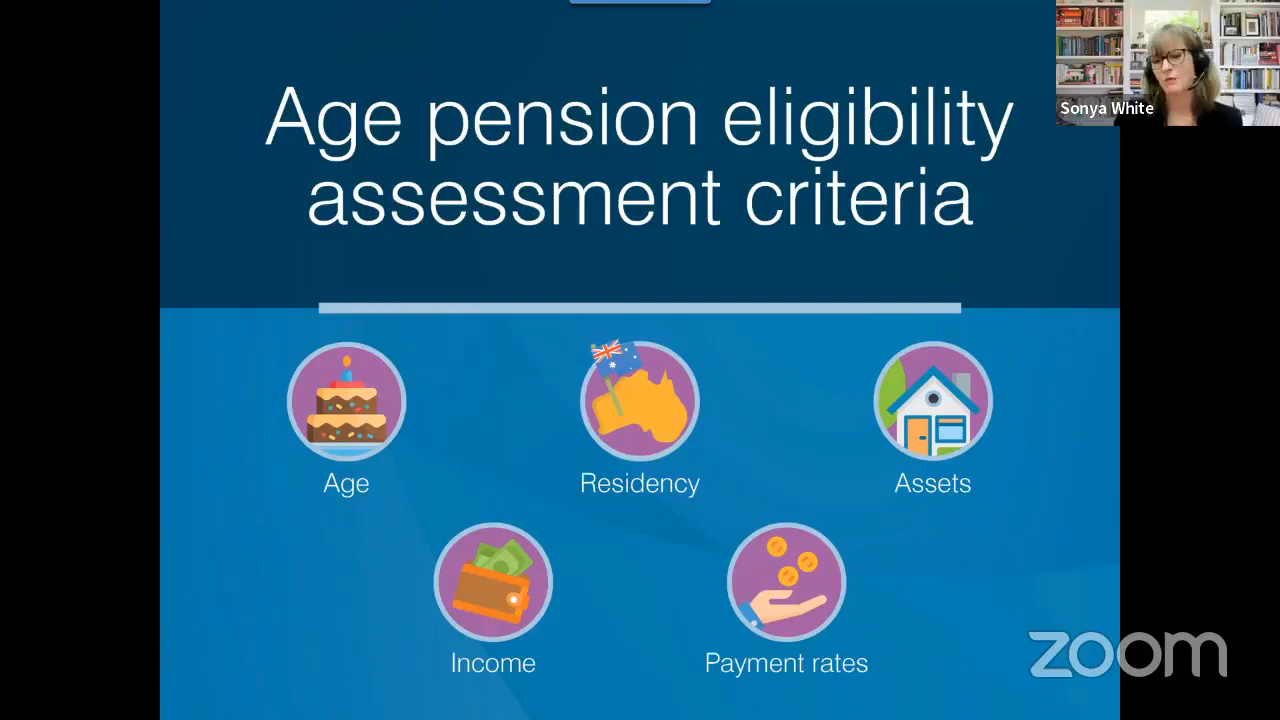 Age pension eligibility
assessment criteria
Sonya White
Age
Residency
Assets
Income
Payment rates
zoom